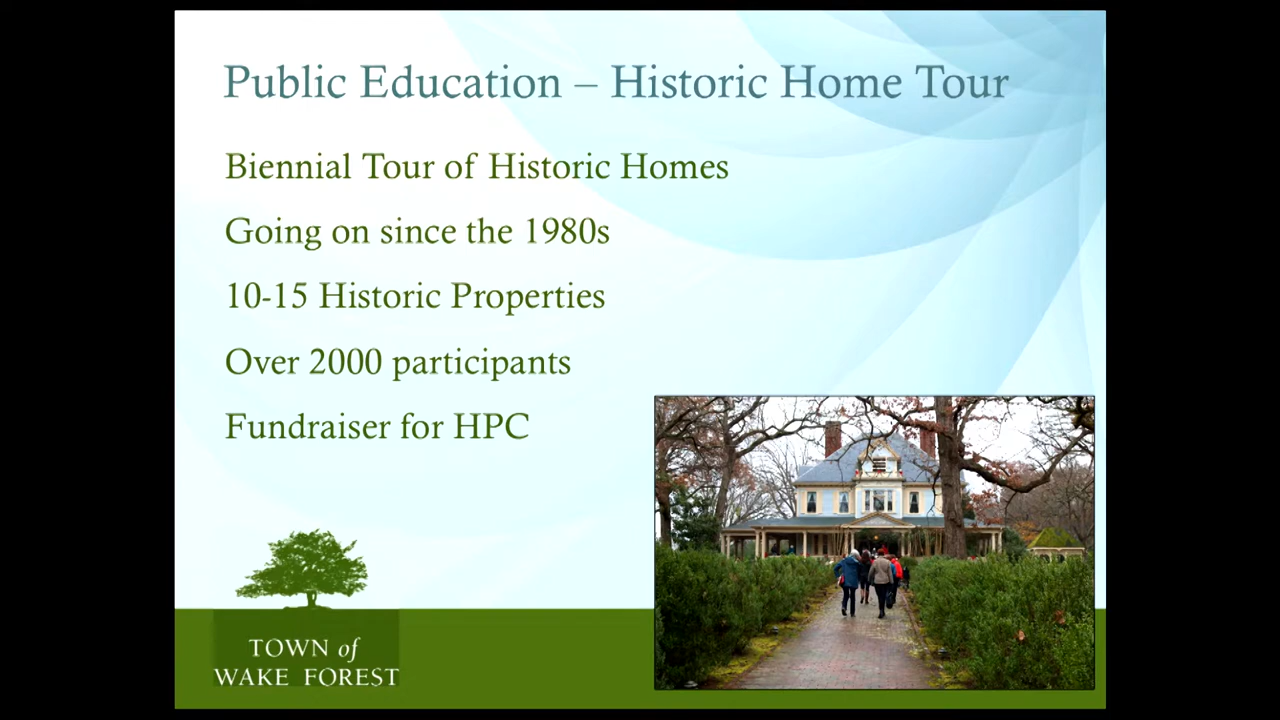 Public Education – Historic Home Tour
Biennial Tour of Historic Homes
Going on since the 1980s
10-15 Historic Properties
Over 2000 participants
Fundraiser for HPC
TOWN of
WAKE FOREST